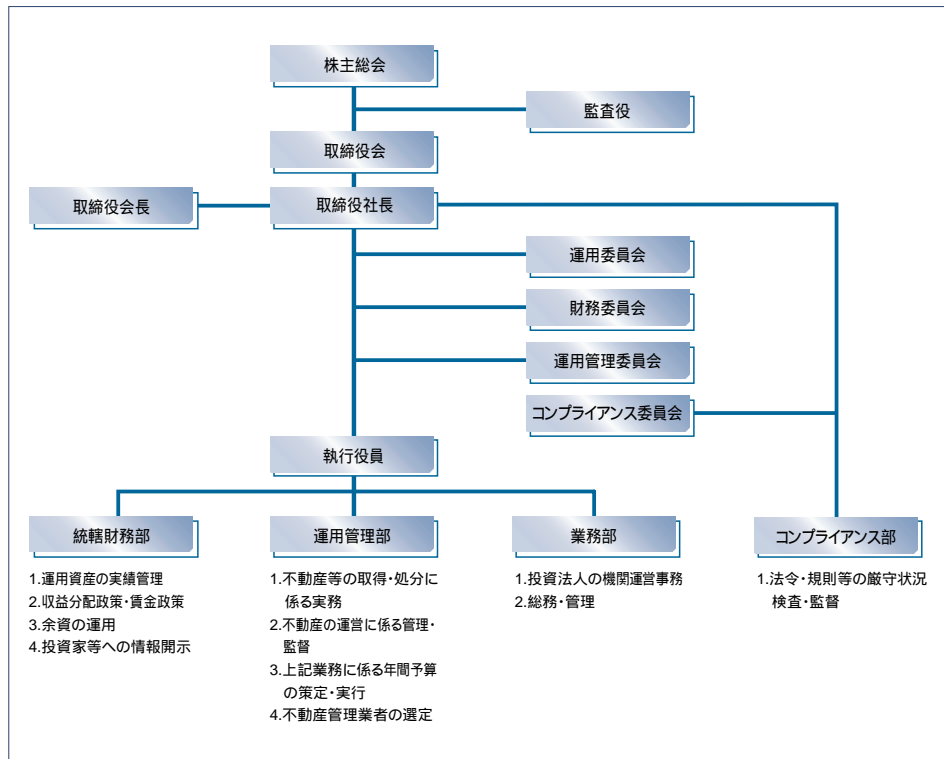 株主総会
監査役
取締役会
取締役会長
取締役社長
運用委員会
財務委員会
運用管理委員会
コンプライアンス委員会
執行役員
統轄財務部
運用管理部
業務部
コンプライアンス部
1.運用資産の実績管理
2.収益分配政策・賃金政策
3.余資の運用
4.投資家等への情報開示
1.不動産等の取得・処分に
係る実務
2.不動産の運営に係る管理・
監督
3.上記業務に係る年間予算
の策定・実行
4.不動産管理業者の選定
1.投資法人の機関運営事務
2.総務・管理
1.法令・規則等の厳守状況
検査・監督